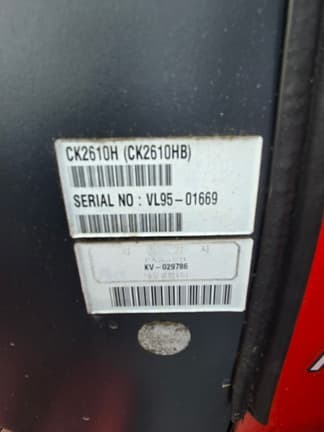 CK2610H (CK2610HB)
SERIAL NO : VL95-01669
KV-029786